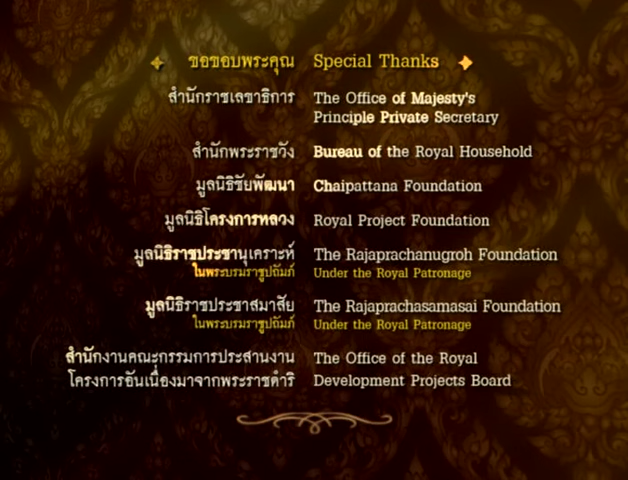 ขอขอบพระคุณ Special Thanks
สำนักราชเลขาธิการ The Office of Majesty's
Principle Private Secretary
สำนักพระราชวัง Bureau of the Royal Household
มูลนิธิชัยพัฒนา Chaipattana Foundation
มูลนิธิโครงการหลวง Royal Project Foundation
มูลนิธิราชประชานุเคราะห์ The Rajaprachanugroh Foundation
ในพระบรมราชูปถัมภ์ Under the Royal Patronage
มูลนิธิราชประชาสมาสัย The Rajaprachasamasai Foundation
ในพระบรมราชูปถัมภ์ Under the Royal Patronage
สำนักงานคณะกรรมการประสานงาน The Office of the Royal
โครงการอันเนื่องมาจากพระราชดำริ Development Projects Board